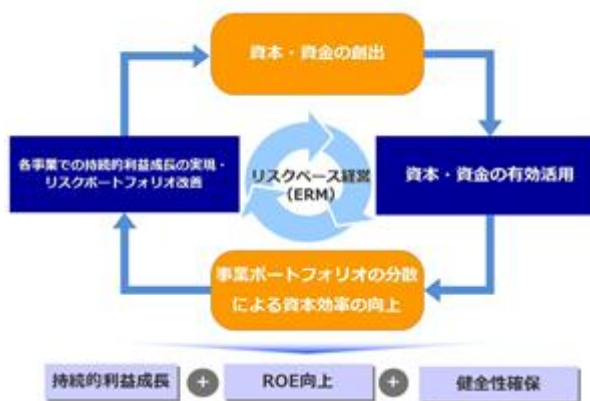 資本・資金の創出
各事業での持続的利益成長の実現・
リスクポートフォリオ改善
リスクベース経営
（ERM）
資本・資金の有効活用
事業ポートフォリオの分散
による資本効率の向上
持続的利益成長 + ROE向上 + 健全性確保